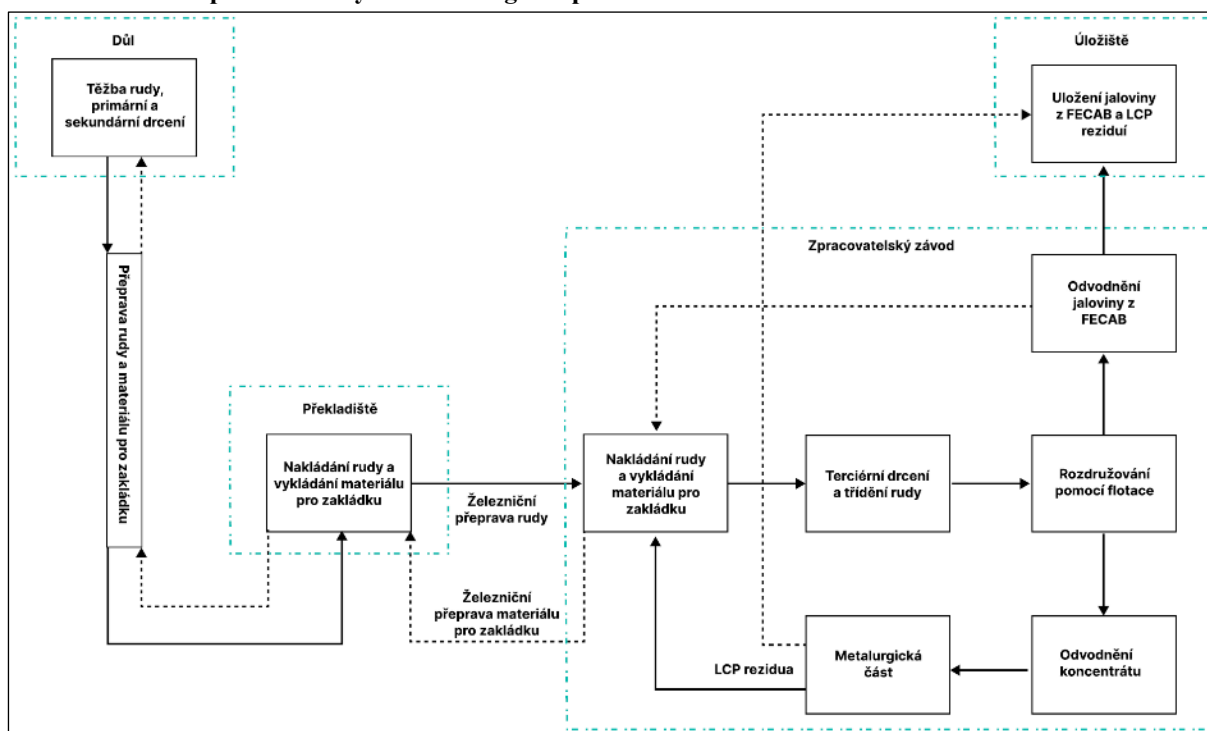 Důl
Těžba rudy,
primární a
sekundární drcení
Přeprava rudy a materiálu pro zakládku
Překladiště
Nakládání rudy a
vykládání materiálu
pro zakládku
Železniční
přeprava rudy
Železniční
přeprava materiálu
pro zakládku
Úložiště
Uložení jaloviny
z FECAB a LCP
reziduí
Zpracovatelský závod
Odvodnění
jaloviny z
FECAB
Nakládání rudy
a vykládání
materiálu pro
zakládku
Terciérní drcení
a třídění rudy
Rozdružování
pomocí flotace
LCP rezidua
Metalurgická
část
Odvodnění
koncentrátu